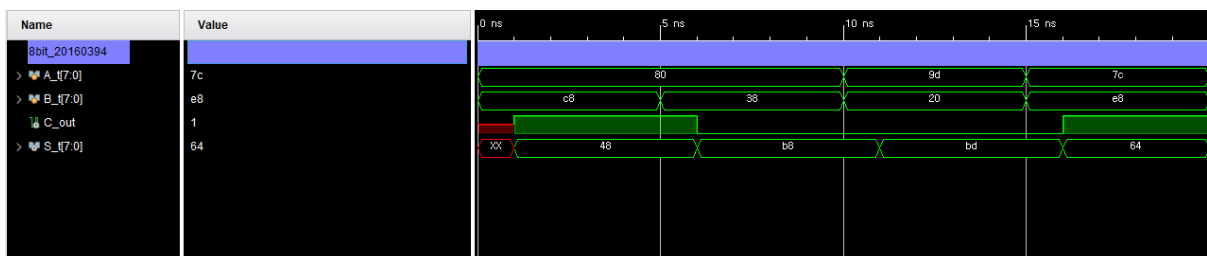 Name Value 0 ns 5 ns 10 ns 15 ns
8bit_20160394
A_t[7:0] 7c 80 9d 7c
B_t[7:0] e8 c8 38 20 e8
C_out 1
S_t[7:0] 64 XX 48 b8 bd 64